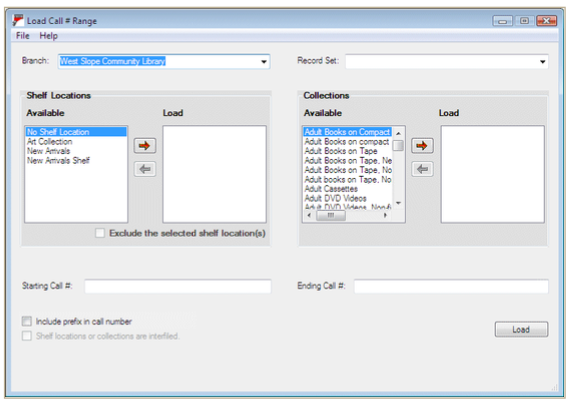 Load Call # Range
File Help
Branch: West Slope Community Library Record Set:
Shelf Locations Collections
Available Load Available Load
No Shelf Location
Art Collection
New Arrivals
New Arrivals Shelf
Adult Books on Compact
Adult Books on compact
Adult Books on Tape
Adult Books on Tape, Ne
Adult Books on Tape, No
Adult books on Tape, No
Adult Cassettes
Adult DVD Videos
Adult DVD Videos, Non-fi
Exclude the selected shelf location(s)
Starting Call #: Ending Call #:
Include prefix in call number
Shelf locations or collections are interfiled.
Load